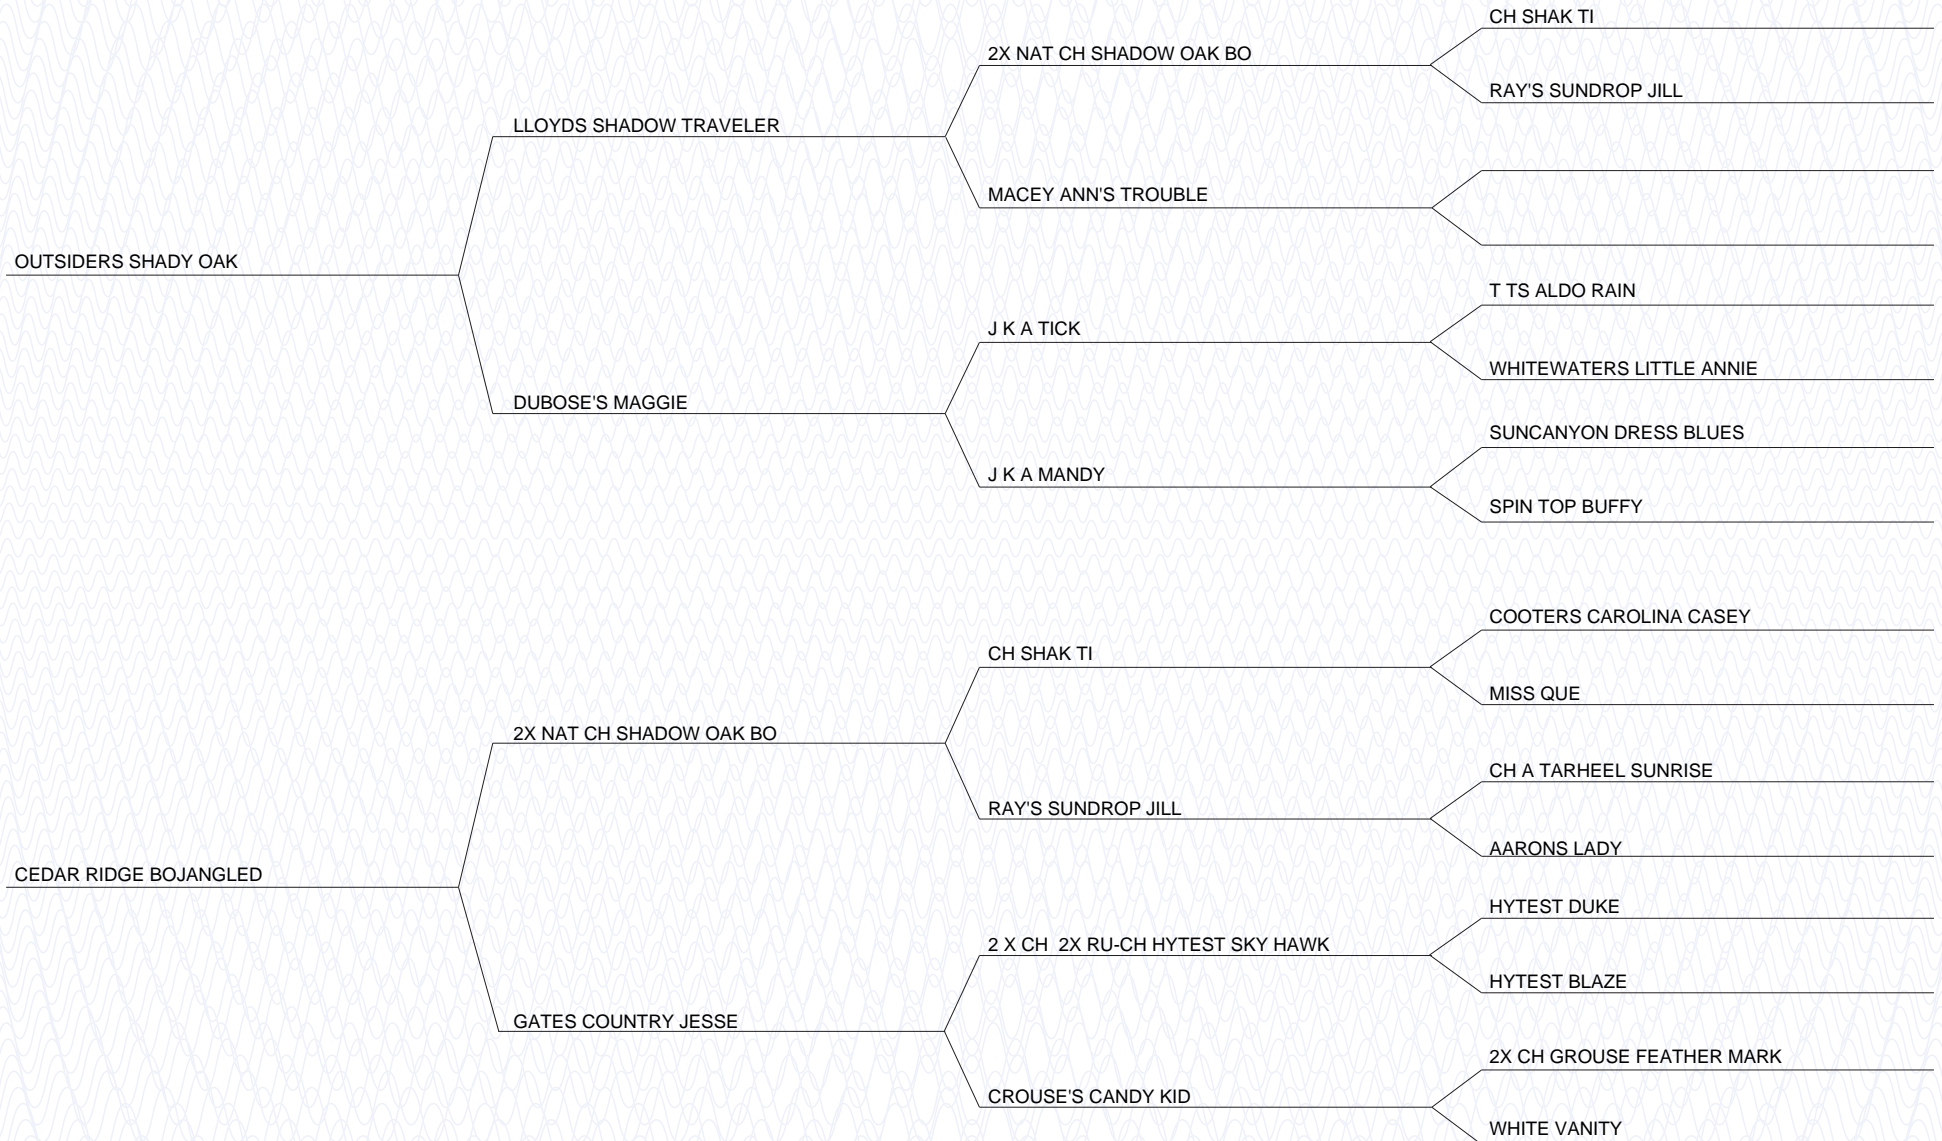 CH SHAK TI
2X NAT CH SHADOW OAK BO
RAY'S SUNDROP JILL
LLOYDS SHADOW TRAVELER
MACEY ANN'S TROUBLE
OUTSIDERS SHADY OAK
T TS ALDO RAIN
J K A TICK
WHITEWATERS LITTLE ANNIE
DUBOSE'S MAGGIE
SUNCANYON DRESS BLUES
J K A MANDY
SPIN TOP BUFFY
COOTERS CAROLINA CASEY
CH SHAK TI
MISS QUE
2X NAT CH SHADOW OAK BO
CH A TARHEEL SUNRISE
RAY'S SUNDROP JILL
AARONS LADY
CEDAR RIDGE BOJANGLED
HYTEST DUKE
2 X CH  2X RU-CH HYTEST SKY HAWK
HYTEST BLAZE
GATES COUNTRY JESSE
2X CH GROUSE FEATHER MARK
CROUSE'S CANDY KID
WHITE VANITY